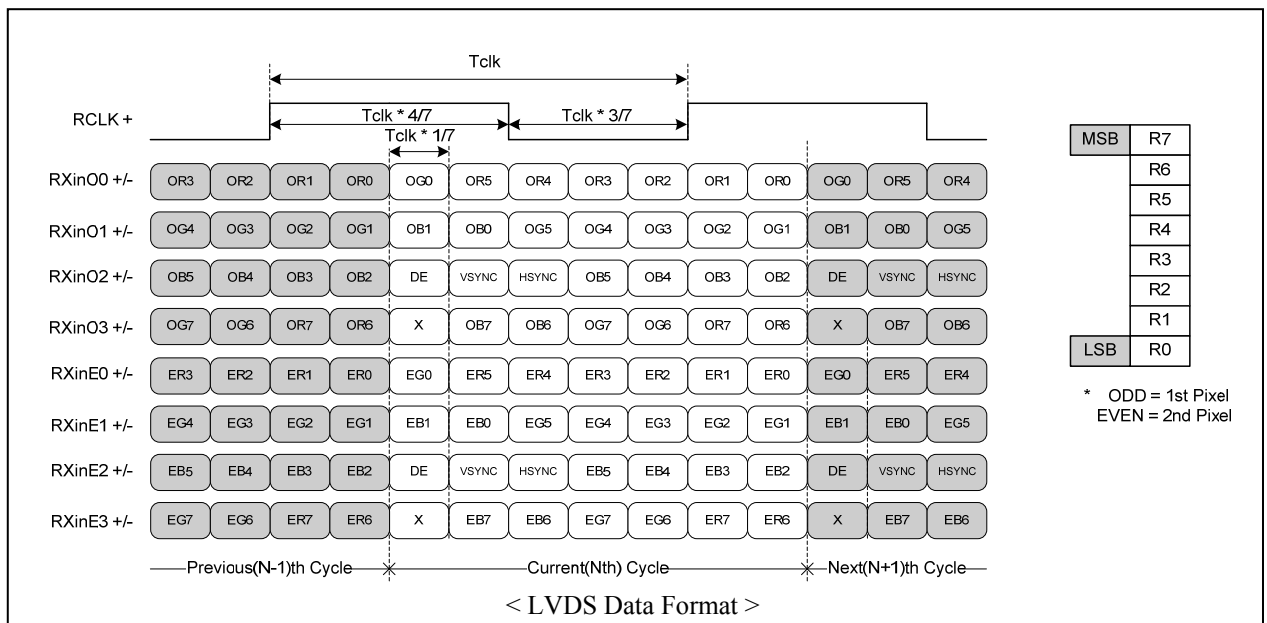 Tclk
RCLK +
Tclk * 4/7 Tclk * 3/7
Tclk * 1/7
RXinO0 +/- OR3 OR2 OR1 OR0 OG0 OR5 OR4 OR3 OR2 OR1 OR0 OG0 OR5 OR4
RXinO1 +/- OG4 OG3 OG2 OG1 OB1 OB0 OG5 OG4 OG3 OG2 OG1 OB1 OB0 OG5
RXinO2 +/- OB5 OB4 OB3 OB2 DE VSYNC HSYNC OB5 OB4 OB3 OB2 DE VSYNC HSYNC
RXinO3 +/- OG7 OG6 OR7 OR6 X OB7 OB6 OG7 OG6 OR7 OR6 X OB7 OB6
RXinE0 +/- ER3 ER2 ER1 ER0 EG0 ER5 ER4 ER3 ER2 ER1 ER0 EG0 ER5 ER4
RXinE1 +/- EG4 EG3 EG2 EG1 EB1 EB0 EG5 EG4 EG3 EG2 EG1 EB1 EB0 EG5
RXinE2 +/- EB5 EB4 EB3 EB2 DE VSYNC HSYNC EB5 EB4 EB3 EB2 DE VSYNC HSYNC
RXinE3 +/- EG7 EG6 ER7 ER6 X EB7 EB6 EG7 EG6 ER7 ER6 X EB7 EB6
Previous(N-1)th Cycle Current(Nth) Cycle Next(N+1)th Cycle
MSB R7
R6
R5
R4
R3
R2
R1
LSB R0
* ODD = 1st Pixel
EVEN = 2nd Pixel
< LVDS Data Format >